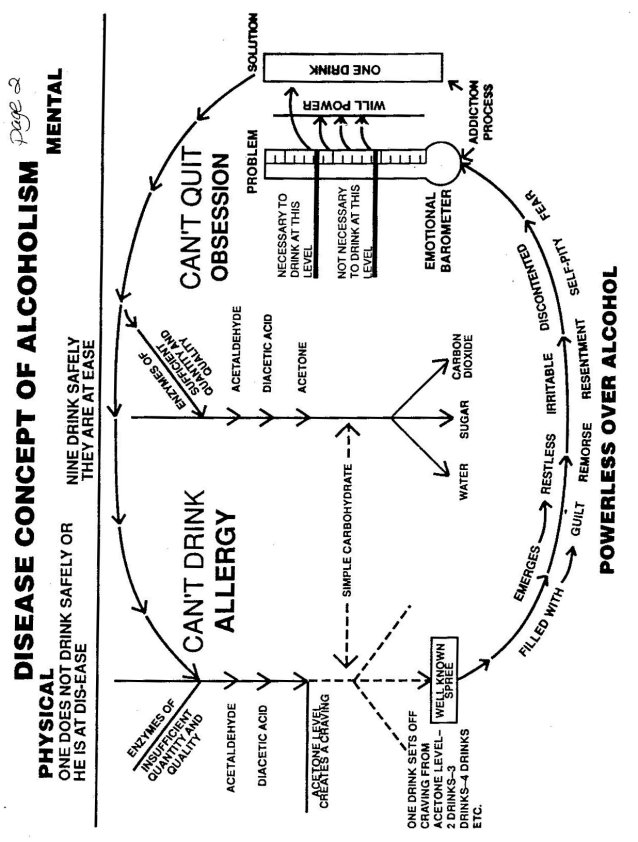 Page 2
DISEASE CONCEPT OF ALCOHOLISM
PHYSICAL
MENTAL
ONE DOES NOT DRINK SAFELY OR
HE IS AT DIS-EASE
NINE DRINK SAFELY
THEY ARE AT EASE
ENZYMES OF
INSUFFICIENT
QUANTITY AND
QUALITY
ACETALDEHYDE
DIACETIC ACID
ACETONE LEVEL
CREATES A CRAVING
ONE DRINK SETS OFF
CRAVING FROM
ACETONE LEVEL–
2 DRINKS–3
DRINKS–4 DRINKS
ETC.
WELL KNOWN
SPREE
CAN'T DRINK
ALLERGY
SIMPLE CARBOHYDRATE
ENZYMES OF
SUFFICIENT
QUANTITY AND
QUALITY
ACETALDEHYDE
DIACETIC ACID
ACETONE
WATER
SUGAR
CARBON
DIOXIDE
CAN'T QUIT
OBSESSION
PROBLEM
SOLUTION
NECESSARY TO
DRINK AT THIS
LEVEL
NOT NECESSARY
TO DRINK AT THIS
LEVEL
WILL POWER
ONE DRINK
EMOTIONAL
BAROMETER
ADDICTION
PROCESS
EMERGES
RESTLESS
IRRITABLE
DISCONTENTED
FILLED WITH
GUILT
REMORSE
RESENTMENT
SELF-PITY
FEAR
POWERLESS OVER ALCOHOL